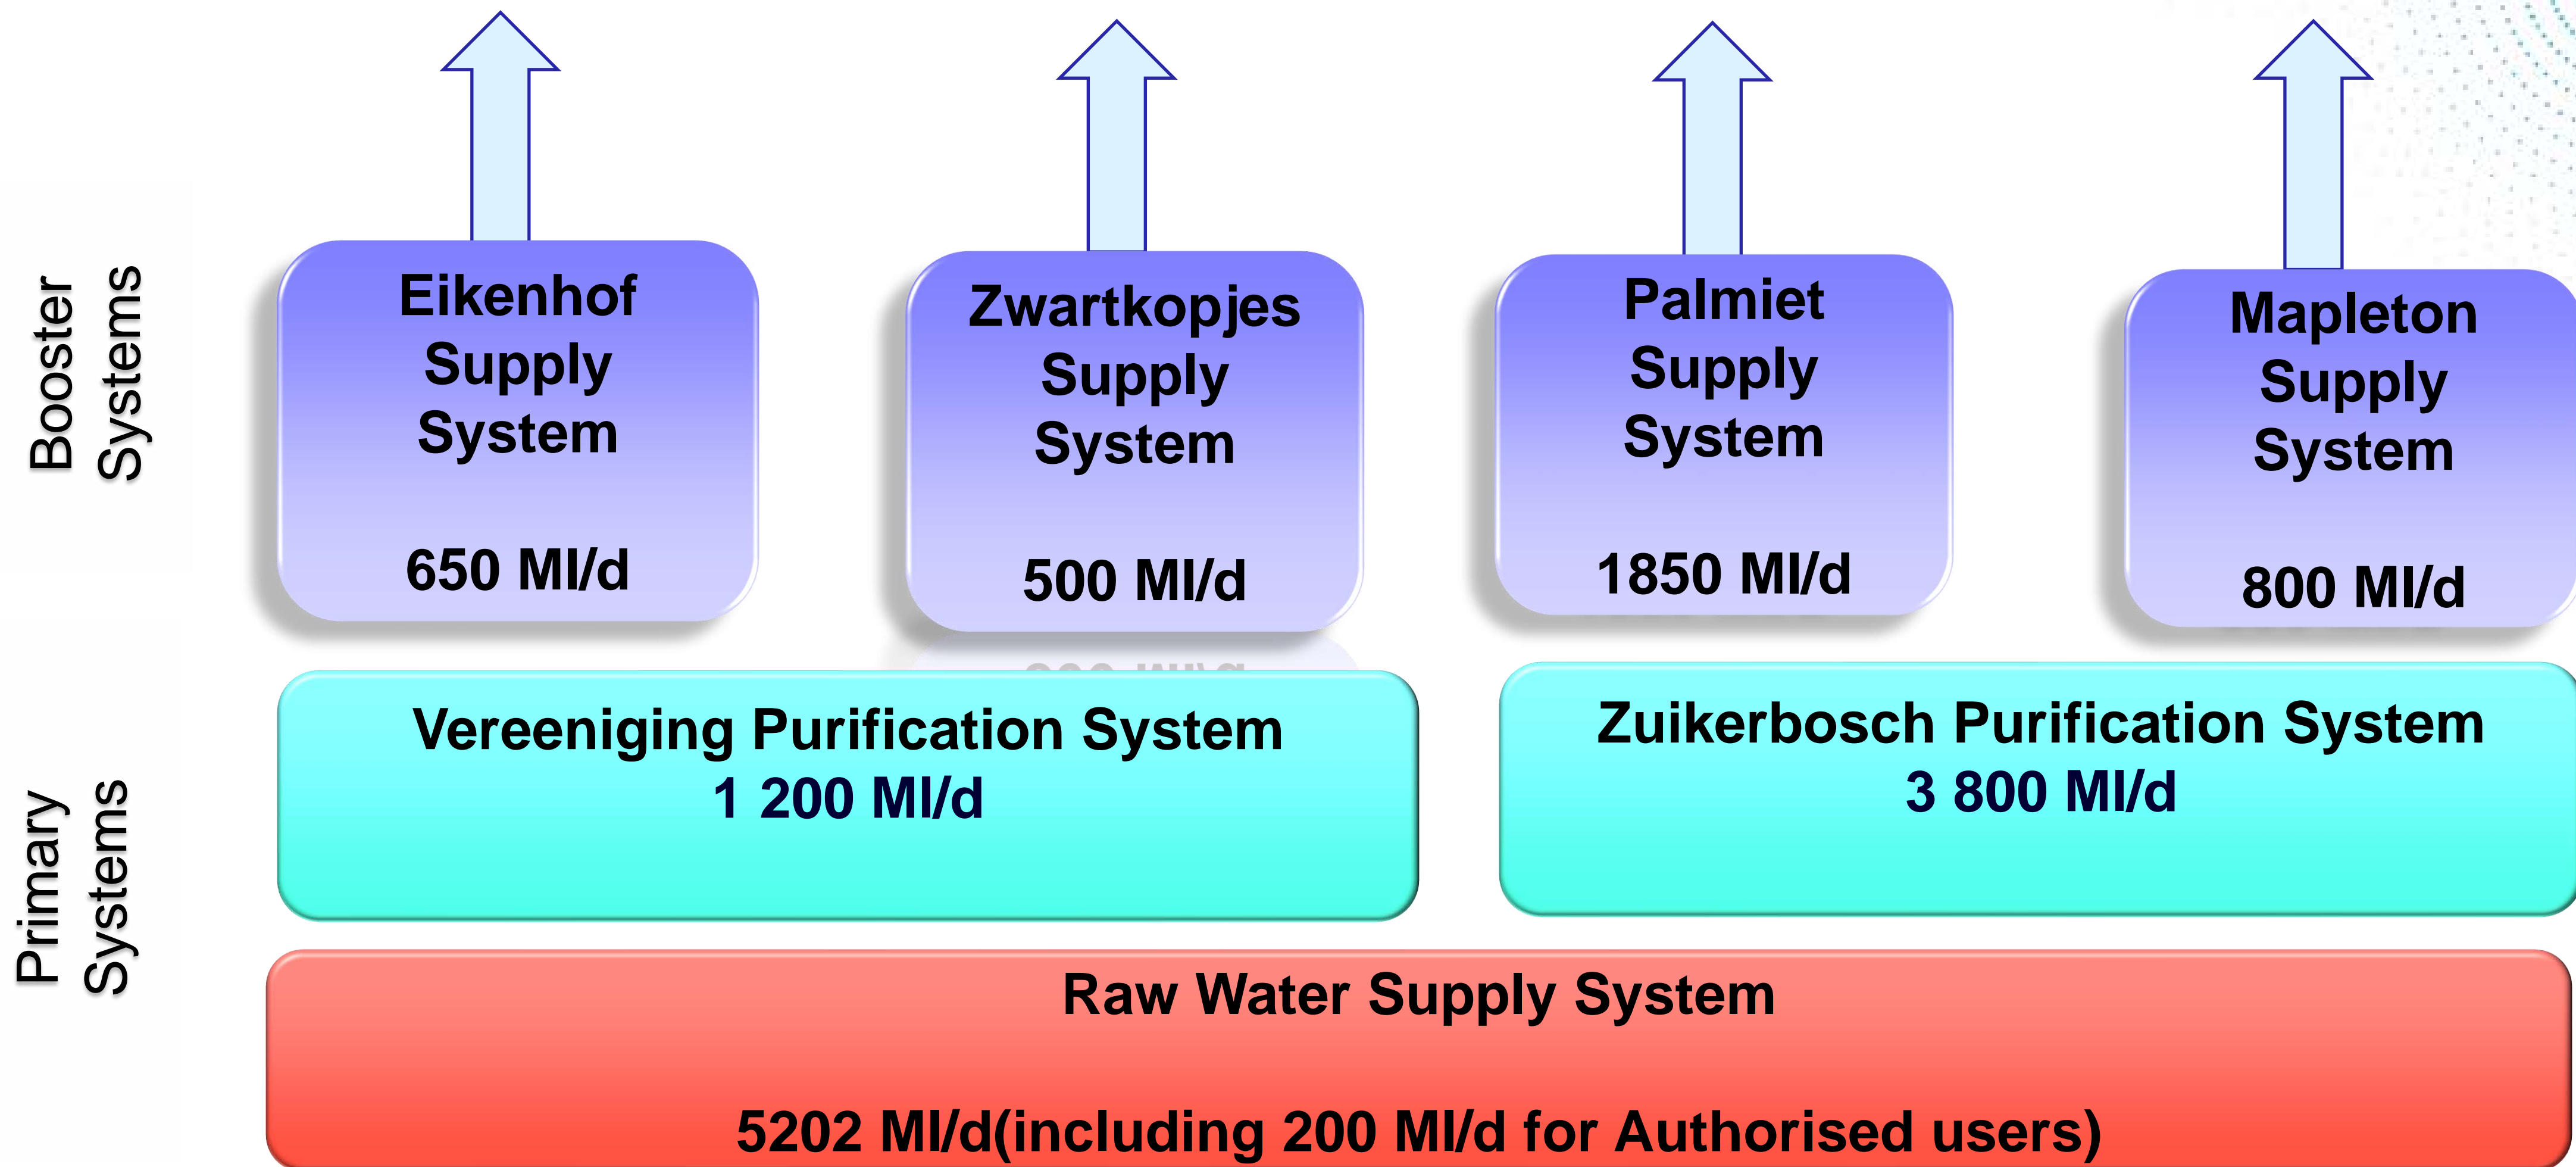 Booster
Systems
Eikenhof
Supply
System
650 Ml/d
Zwartkopjes
Supply
System
500 Ml/d
Palmiet
Supply
System
1850 Ml/d
Mapleton
Supply
System
800 Ml/d
Primary
Systems
Vereeniging Purification System
1 200 Ml/d
Zuikerbosch Purification System
3 800 Ml/d
Raw Water Supply System
5202 Ml/d(including 200 Ml/d for Authorised users)